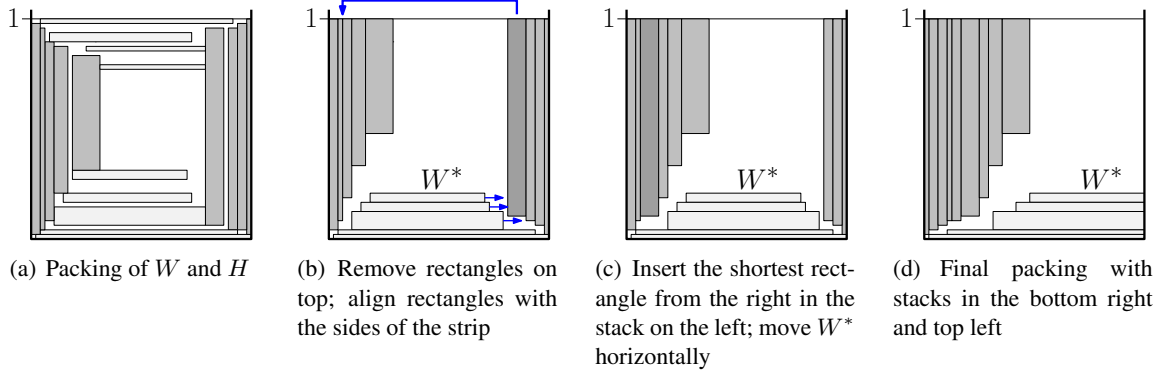 1
1
1
1
W*
W*
W*
(a) Packing of W and H
(b) Remove rectangles on
top; align rectangles with
the sides of the strip
(c) Insert the shortest rect-
angle from the right in the
stack on the left; move W*
horizontally
(d) Final packing with
stacks in the bottom right
and top left